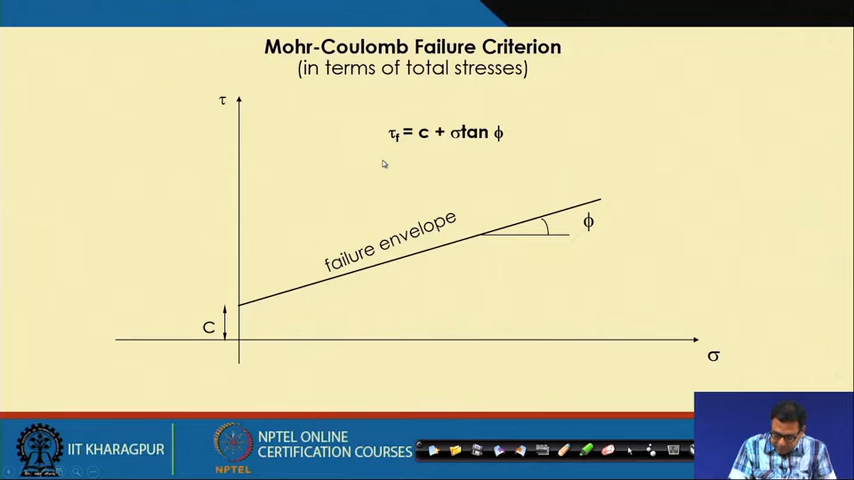 Mohr-Coulomb Failure Criterion
(in terms of total stresses)
τ
τf = c + σtan ϕ
failure envelope
ϕ
C
σ
IIT KHARAGPUR
NPTEL
NPTEL ONLINE
CERTIFICATION COURSES